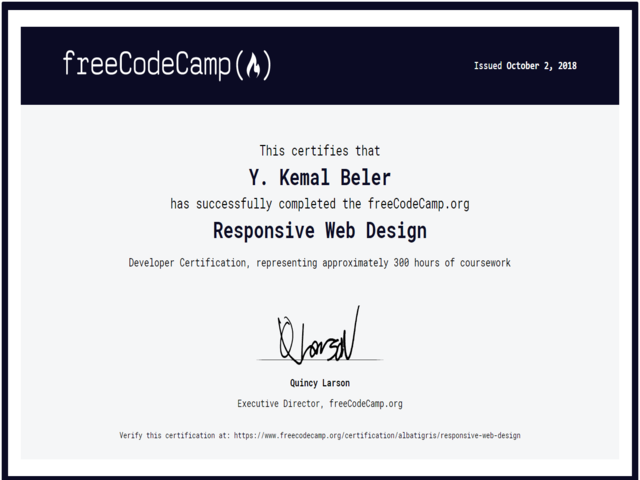 freeCodeCamp(🔥)
Issued October 2, 2018
This certifies that
Y. Kemal Beler
has successfully completed the freeCodeCamp.org
Responsive Web Design
Developer Certification, representing approximately 300 hours of coursework
Q Larson
Quincy Larson
Executive Director, freeCodeCamp.org
Verify this certification at: https://www.freecodecamp.org/certification/albatigris/responsive-web-design